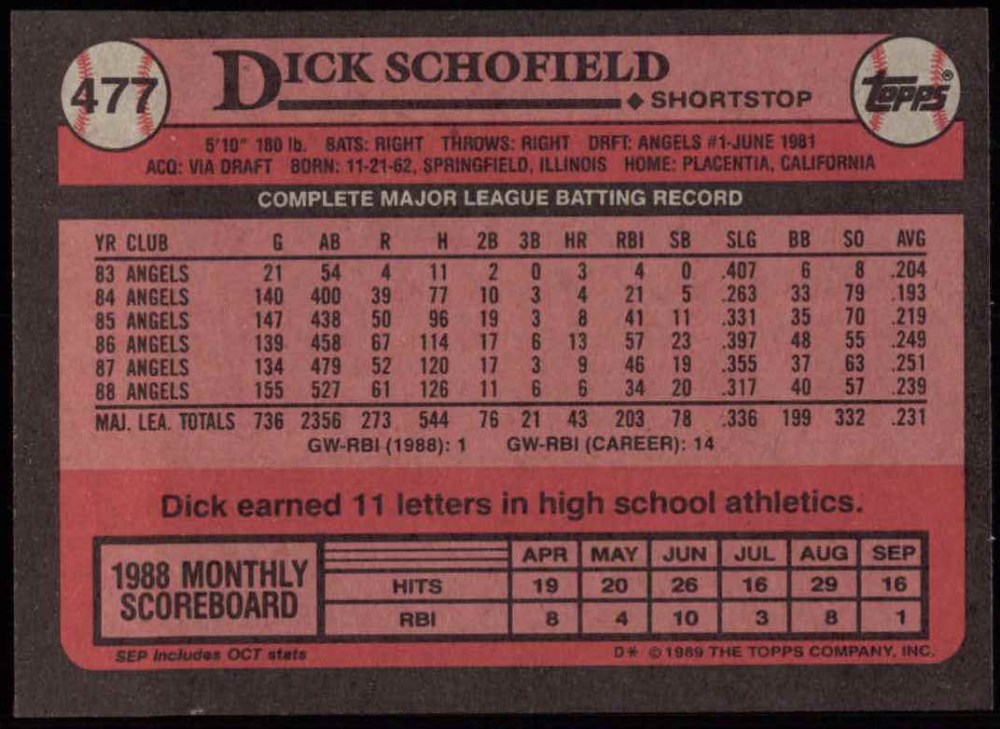 477
DICK SCHOFIELD
◆ SHORTSTOP
Topps®
5'10" 180 lb. BATS: RIGHT THROWS: RIGHT DRFT: ANGELS #1-JUNE 1981
ACQ: VIA DRAFT BORN: 11-21-62, SPRINGFIELD, ILLINOIS HOME: PLACENTIA, CALIFORNIA
COMPLETE MAJOR LEAGUE BATTING RECORD
YR CLUB G AB R H 2B 3B HR RBI SB SLG BB SO AVG
83 ANGELS 21 54 4 11 2 0 3 4 0 .407 6 8 .204
84 ANGELS 140 400 39 77 10 3 4 21 5 .263 33 79 .193
85 ANGELS 147 438 50 96 19 3 8 41 11 .331 35 70 .219
86 ANGELS 139 458 67 114 17 6 13 57 23 .397 48 55 .249
87 ANGELS 134 479 52 120 17 3 9 46 19 .355 37 63 .251
88 ANGELS 155 527 61 126 11 6 6 34 20 .317 40 57 .239
MAJ. LEA. TOTALS 736 2356 273 544 76 21 43 203 78 .336 199 332 .231
GW-RBI (1988): 1 GW-RBI (CAREER): 14
Dick earned 11 letters in high school athletics.
1988 MONTHLY
SCOREBOARD
APR MAY JUN JUL AUG SEP
HITS 19 20 26 16 29 16
RBI 8 4 10 3 8 1
SEP Includes OCT stats
D* © 1989 THE TOPPS COMPANY, INC.